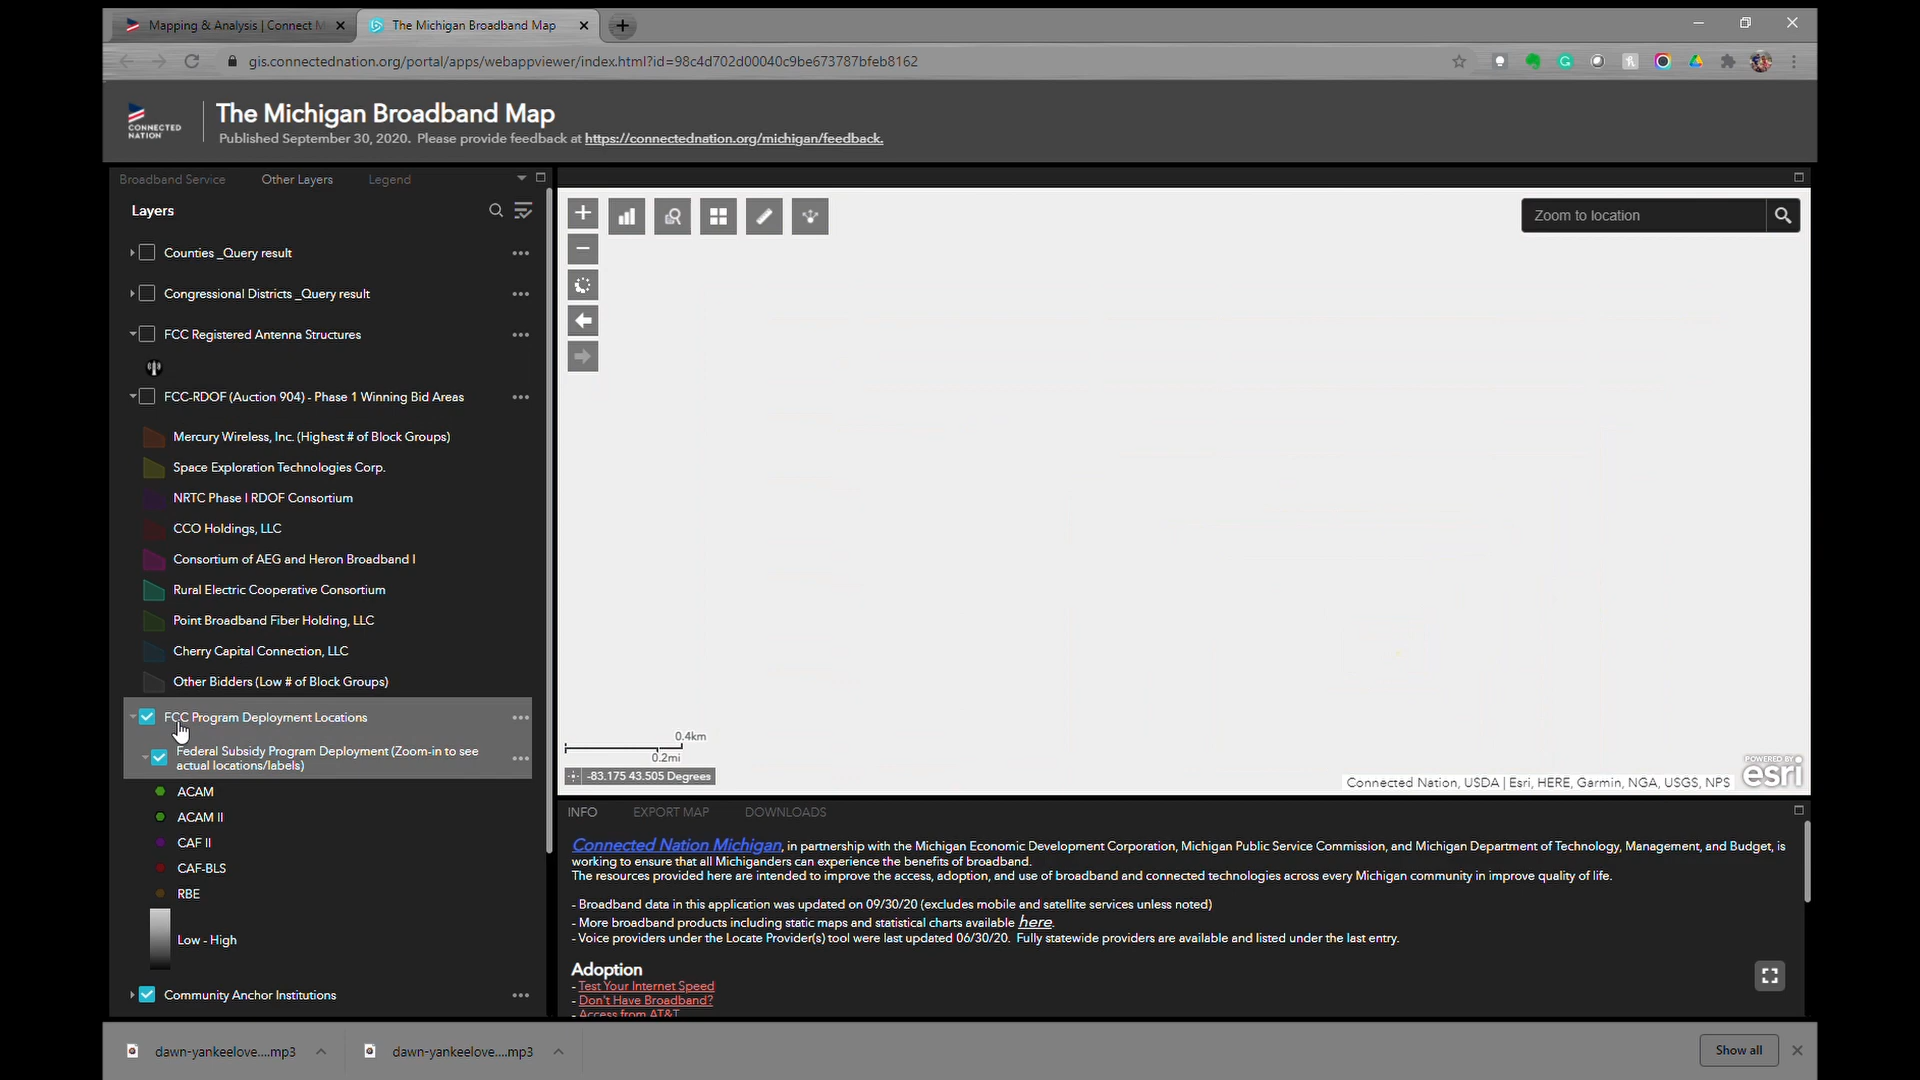 Mapping & Analysis | Connect M
The Michigan Broadband Map
gis.connectednation.org/portal/apps/webappviewer/index.html?id=98c4d702d00040c9be673787bfeb8162
CONNECTED
NATION
The Michigan Broadband Map
Published September 30, 2020. Please provide feedback at https://connectednation.org/michigan/feedback.
Broadband Service
Other Layers
Legend
Layers
Counties _Query result
Congressional Districts _Query result
FCC Registered Antenna Structures
FCC-RDOF (Auction 904) - Phase 1 Winning Bid Areas
Mercury Wireless, Inc. (Highest # of Block Groups)
Space Exploration Technologies Corp.
NRTC Phase I RDOF Consortium
CCO Holdings, LLC
Consortium of AEG and Heron Broadband I
Rural Electric Cooperative Consortium
Point Broadband Fiber Holding, LLC
Cherry Capital Connection, LLC
Other Bidders (Low # of Block Groups)
FCC Program Deployment Locations
Federal Subsidy Program Deployment (Zoom-in to see
actual locations/labels)
ACAM
ACAM II
CAF II
CAF-BLS
RBE
Low - High
Community Anchor Institutions
Zoom to location
0.4km
0.2mi
-83.175 43.505 Degrees
Connected Nation, USDA | Esri, HERE, Garmin, NGA, USGS, NPS
POWERED BY
esri
INFO
EXPORT MAP
DOWNLOADS
Connected Nation Michigan, in partnership with the Michigan Economic Development Corporation, Michigan Public Service Commission, and Michigan Department of Technology, Management, and Budget, is
working to ensure that all Michiganders can experience the benefits of broadband.
The resources provided here are intended to improve the access, adoption, and use of broadband and connected technologies across every Michigan community in improve quality of life.
- Broadband data in this application was updated on 09/30/20 (excludes mobile and satellite services unless noted)
- More broadband products including static maps and statistical charts available here.
- Voice providers under the Locate Provider(s) tool were last updated 06/30/20. Fully statewide providers are available and listed under the last entry.
Adoption
- Test Your Internet Speed
- Don't Have Broadband?
- Access from AT&T
dawn-yankeelove....mp3
dawn-yankeelove....mp3
Show all